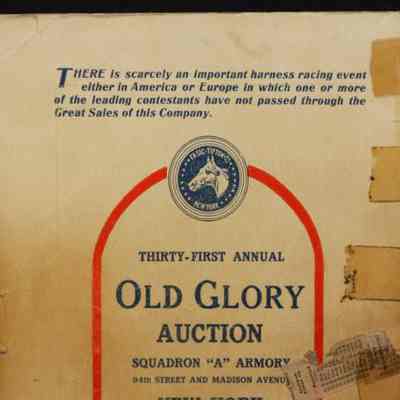 THERE is scarcely an important harness racing event
either in America or Europe in which one or more
of the leading contestants have not passed through the
Great Sales of this Company.
FASIG-TIPTON CO
NEW YORK
THIRTY-FIRST ANNUAL
OLD GLORY
AUCTION
SQUADRON "A" ARMORY
94TH STREET AND MADISON AVENUE
NEW YORK